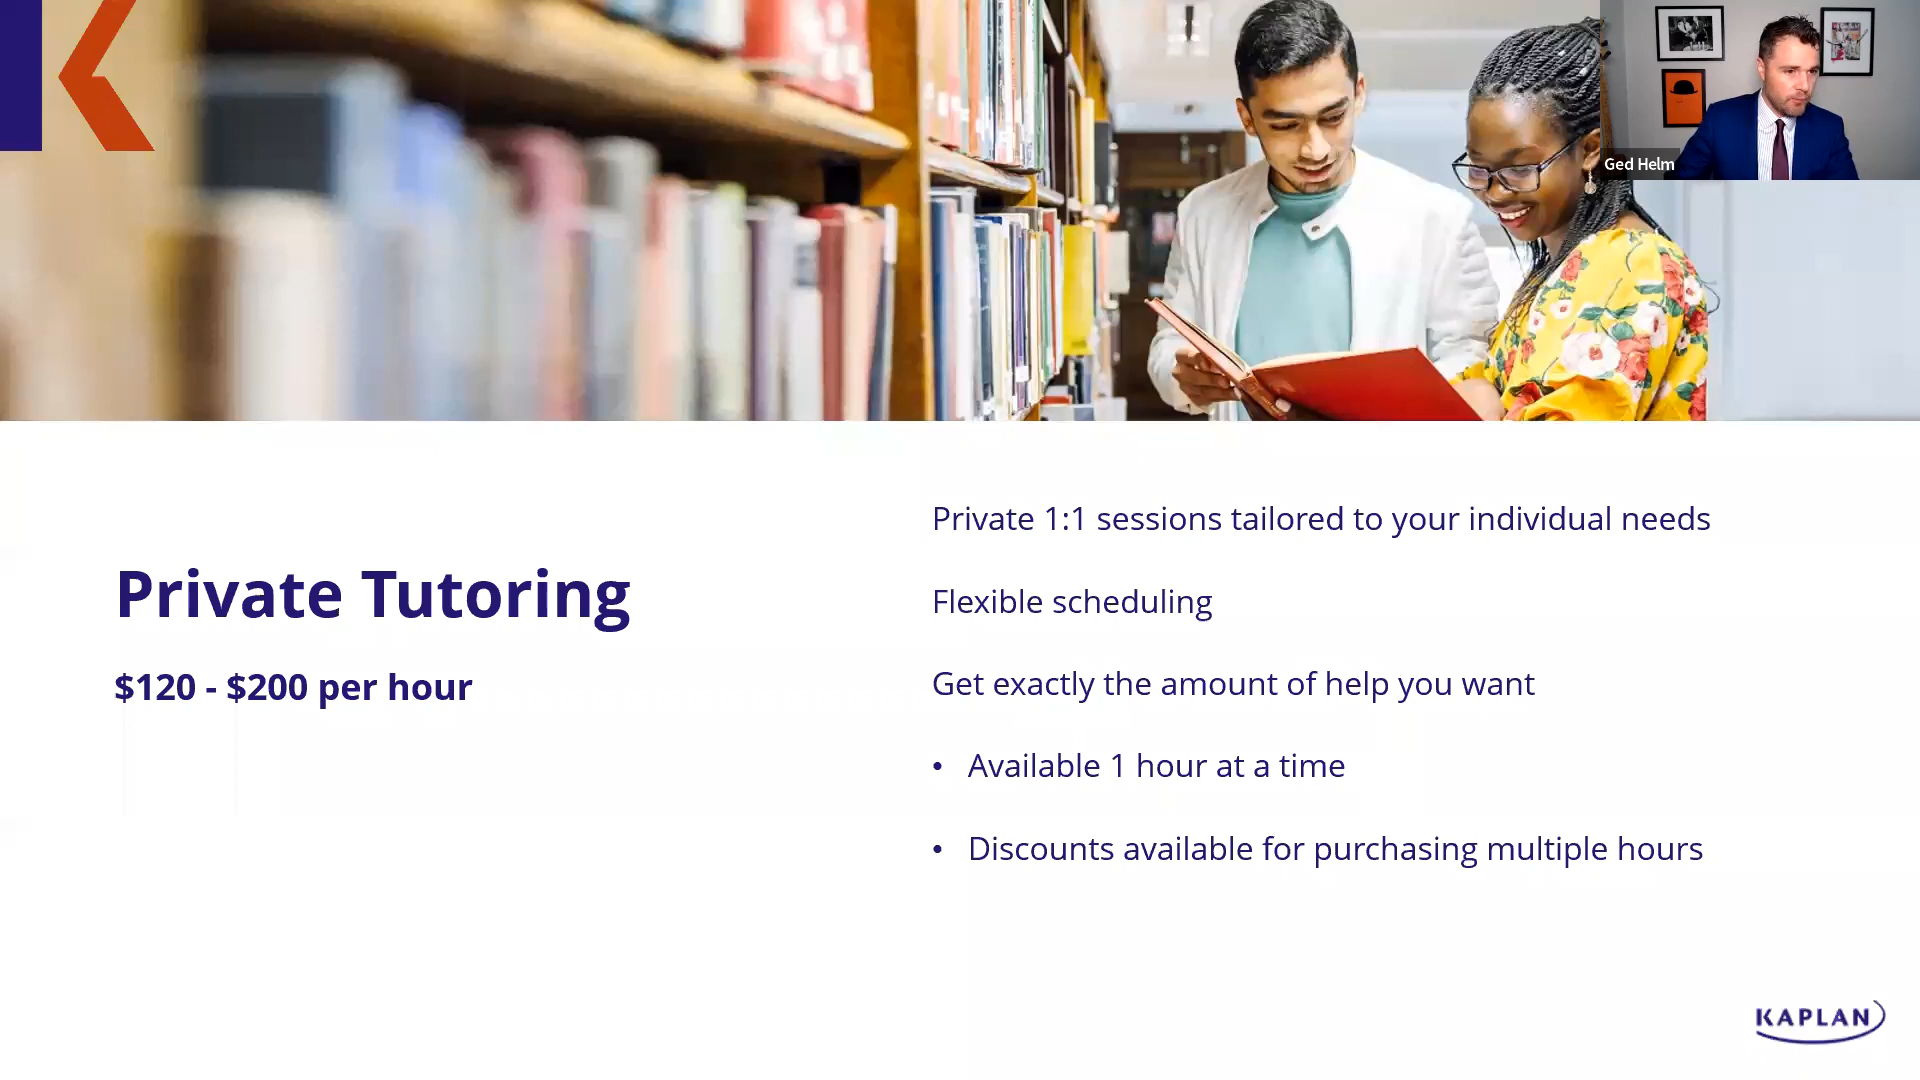 Ged Helm
Private Tutoring
$120 - $200 per hour
Private 1:1 sessions tailored to your individual needs
Flexible scheduling
Get exactly the amount of help you want
• Available 1 hour at a time
• Discounts available for purchasing multiple hours
KAPLAN